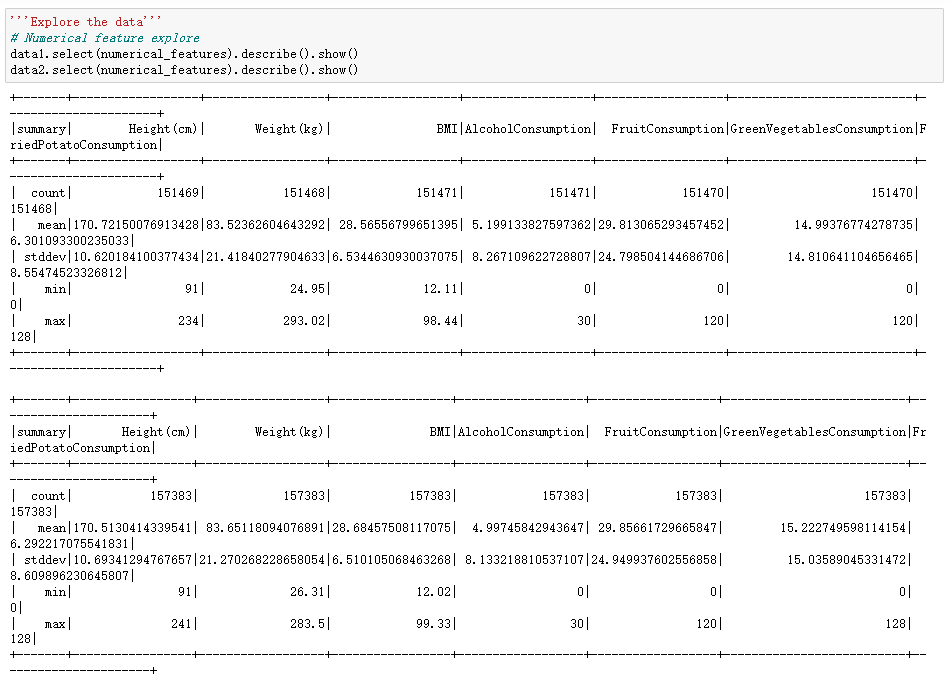 '''Explore the data'''
# Numerical feature explore
data1.select(numerical_features).describe().show()
data2.select(numerical_features).describe().show()
+-------+------------------+-----------------+------------------+------------------+------------------+-------------------------+-
--------------------+
|summary|        Height(cm)|       Weight(kg)|               BMI|AlcoholConsumption|  FruitConsumption|GreenVegetablesConsumption|F
riedPotatoConsumption|
+-------+------------------+-----------------+------------------+------------------+------------------+-------------------------+-
--------------------+
|  count|            151469|           151468|            151471|            151471|            151470|                    151470|
151468|
|   mean|170.72150076913428|83.52362604643292| 28.56556799651395| 5.199133827597362|29.813065293457452|         14.99376774278735|
6.301093300235033|
| stddev|10.620184100377434|21.41840277904633|6.5344630930037075| 8.267109622728807|24.798504144686706|        14.810641104656465|
8.55474523326812|
|    min|                91|            24.95|             12.11|                 0|                 0|                         0|
0|
|    max|               234|           293.02|             98.44|                30|               120|                       120|
128|
+-------+------------------+-----------------+------------------+------------------+------------------+-------------------------+-
--------------------+
+-------+-----------------+------------------+-----------------+------------------+-----------------+-------------------------+--
-------------------+
|summary|       Height(cm)|        Weight(kg)|              BMI|AlcoholConsumption|  FruitConsumption|GreenVegetablesConsumption|Fr
iedPotatoConsumption|
+-------+-----------------+------------------+-----------------+------------------+-----------------+-------------------------+--
-------------------+
|  count|           157383|            157383|           157383|            157383|            157383|                    157383|
157383|
|   mean|170.5130414339541| 83.65118094076891|28.68457508117075|  4.99745842943647| 29.85661729665847|        15.222749598114154|
6.292217075541831|
| stddev|10.69341294767657|21.270268228658054|6.510105068463268| 8.133218810537107|24.949937602556858|         15.03589045331472|
8.609896230645807|
|    min|               91|             26.31|            12.02|                 0|                 0|                         0|
0|
|    max|              241|             283.5|            99.33|                30|               120|                       128|
128|
+-------+-----------------+------------------+-----------------+------------------+-----------------+-------------------------+--
-------------------+